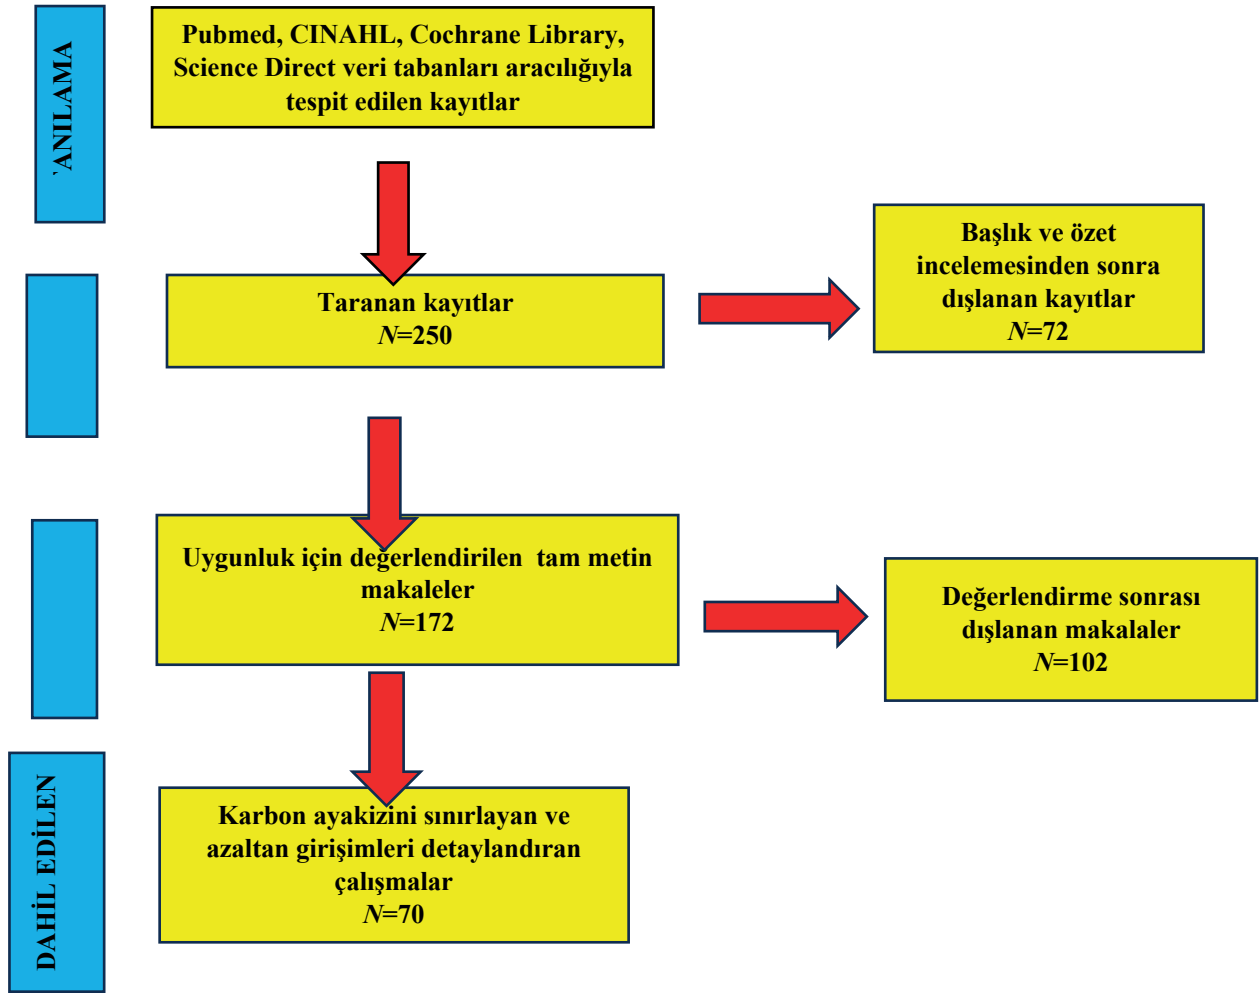 `ANILAMA
Pubmed, CINAHL, Cochrane Library,
Science Direct veri tabanları aracılığıyla
tespit edilen kayıtlar
Taranan kayıtlar
N=250
Başlık ve özet
incelemesinden sonra
dışlanan kayıtlar
N=72
Uygunluk için değerlendirilen tam metin
makaleler
N=172
Değerlendirme sonrası
dışlanan makalaler
N=102
DAHİL EDİLEN
Karbon ayakizini sınırlayan ve
azaltan girişimleri detaylandıran
çalışmalar
N=70